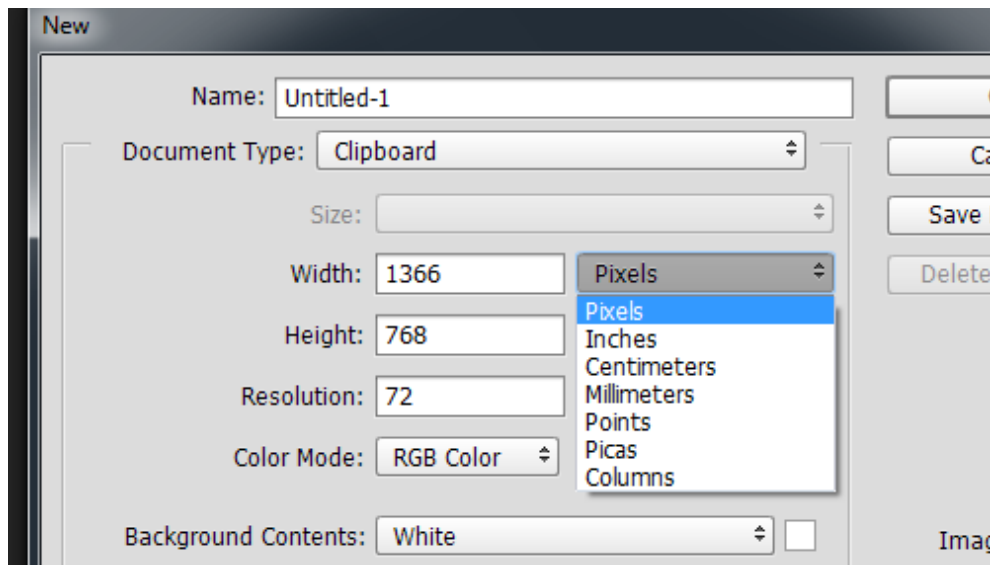 New
Name: Untitled-1
Document Type: Clipboard
Size:
Width: 1366 Pixels
Height: 768
Resolution: 72
Color Mode: RGB Color
Background Contents: White
Pixels
Inches
Centimeters
Millimeters
Points
Picas
Columns
Save
Delete